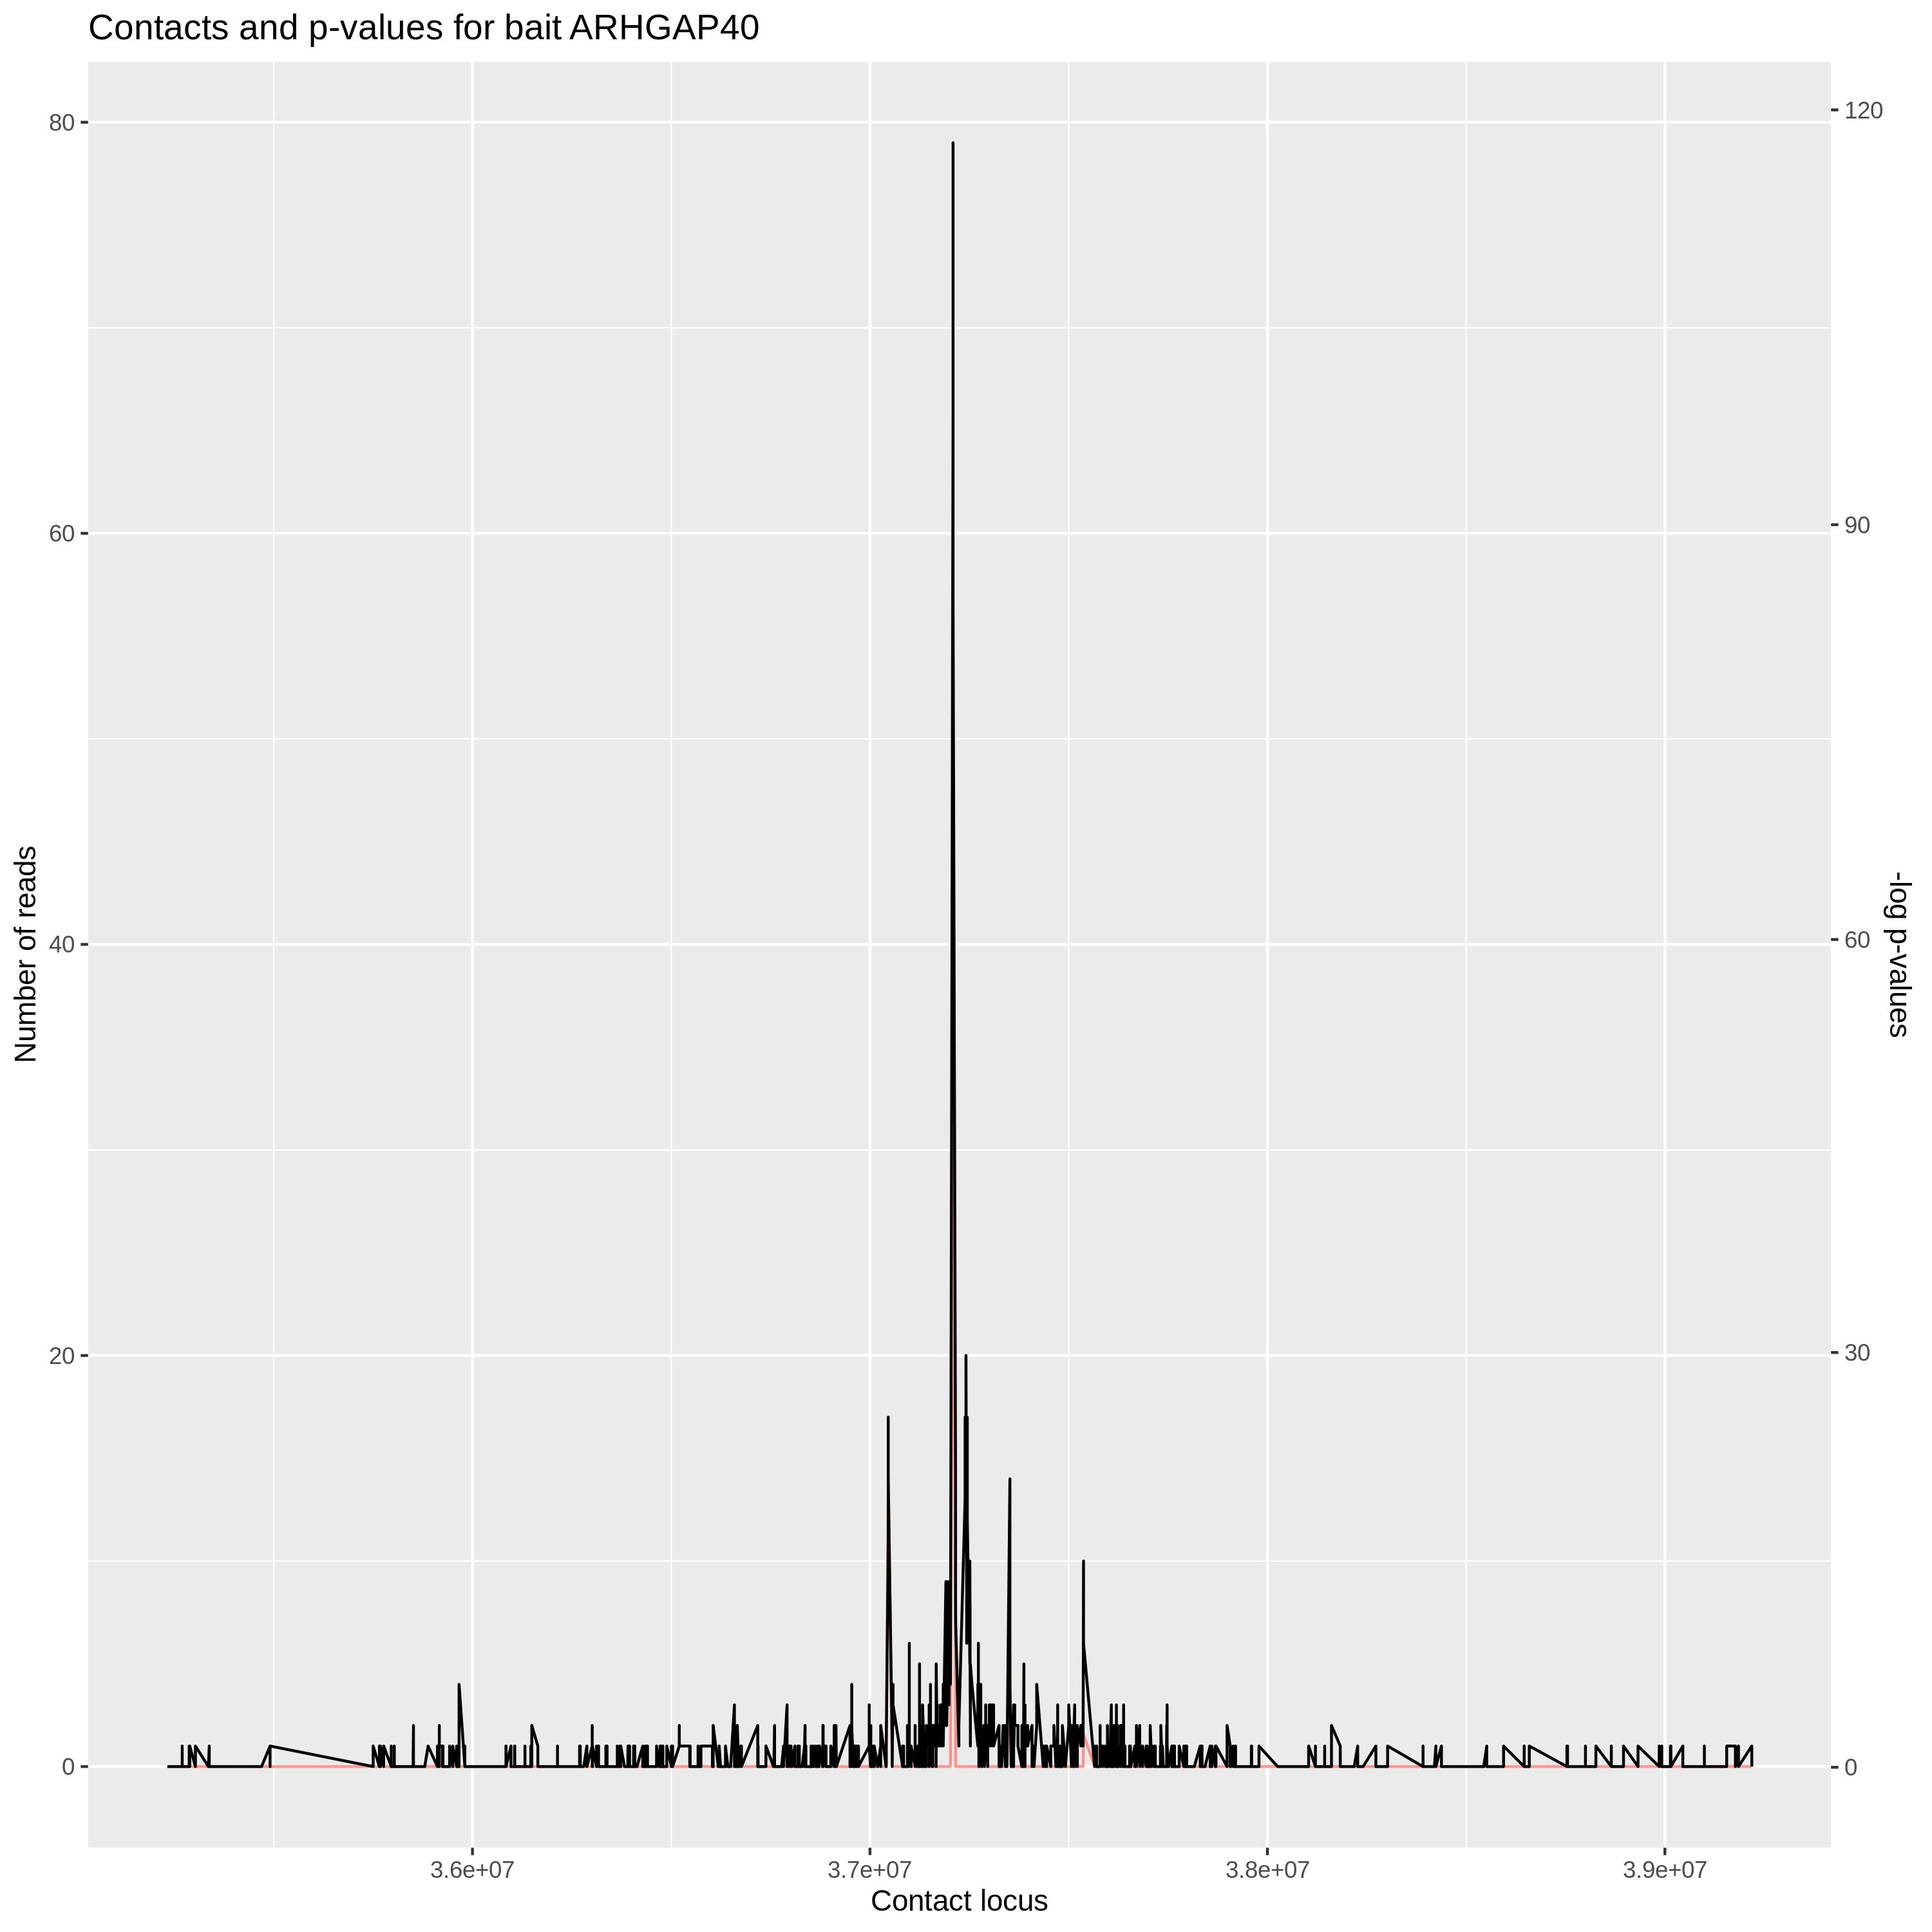 Contacts and p-values for bait ARHGAP40
80
60
40
20
0
Number of reads
120
90
60
30
0
-log p-values
3.6e+07
3.7e+07
3.8e+07
3.9e+07
Contact locus